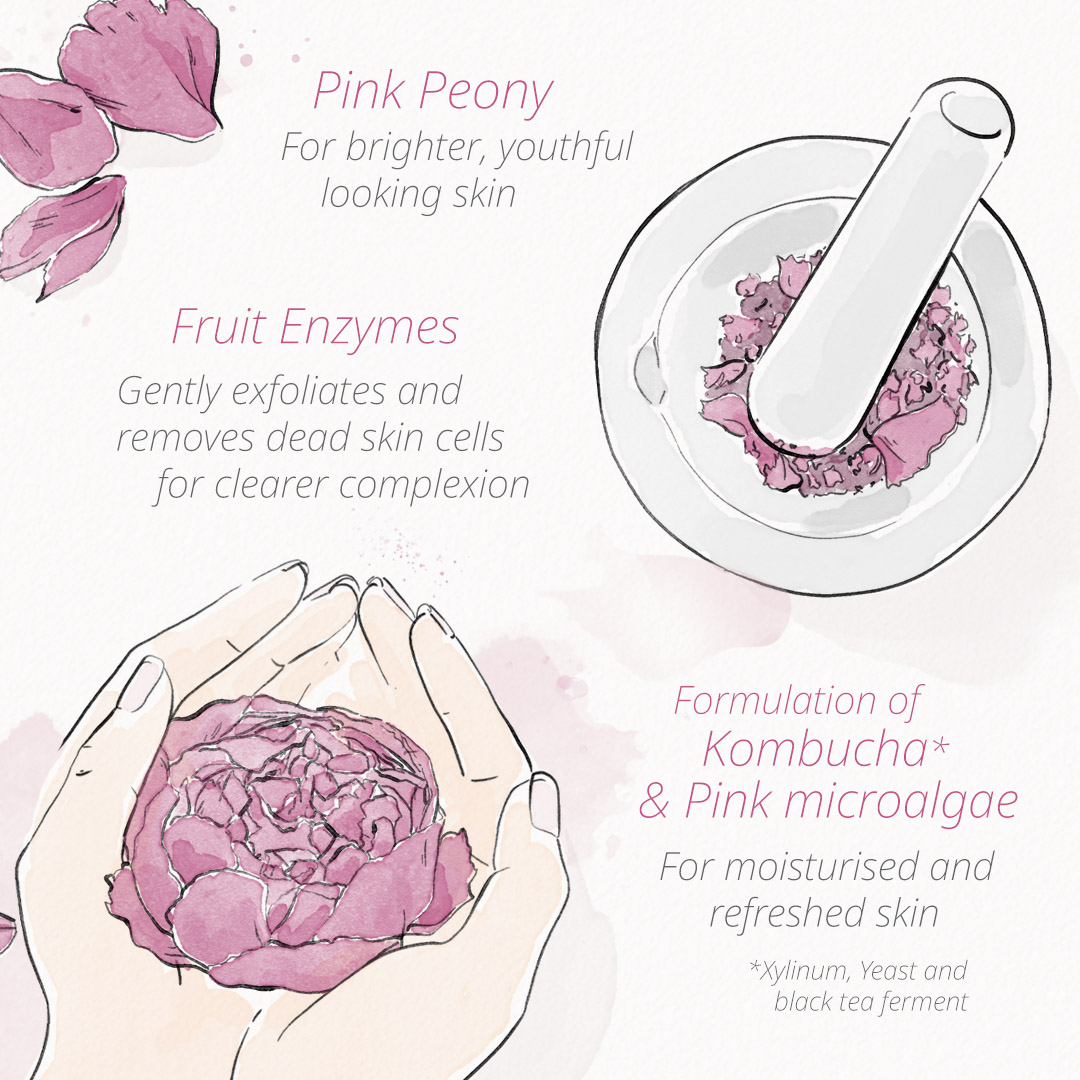 Pink Peony
For brighter, youthful
looking skin
Fruit Enzymes
Gently exfoliates and
removes dead skin cells
for clearer complexion
Formulation of
Kombucha*
& Pink microalgae
For moisturised and
refreshed skin
*Xylinum, Yeast and
black tea ferment